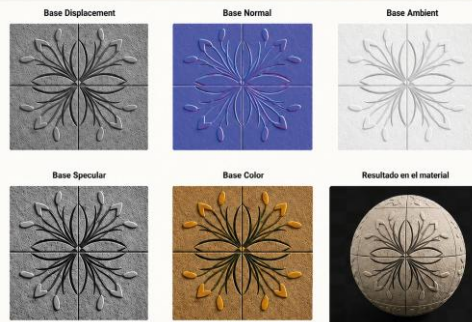 Base Displacement
Base Normal
Base Ambient
Base Specular
Base Color
Resultado en el material